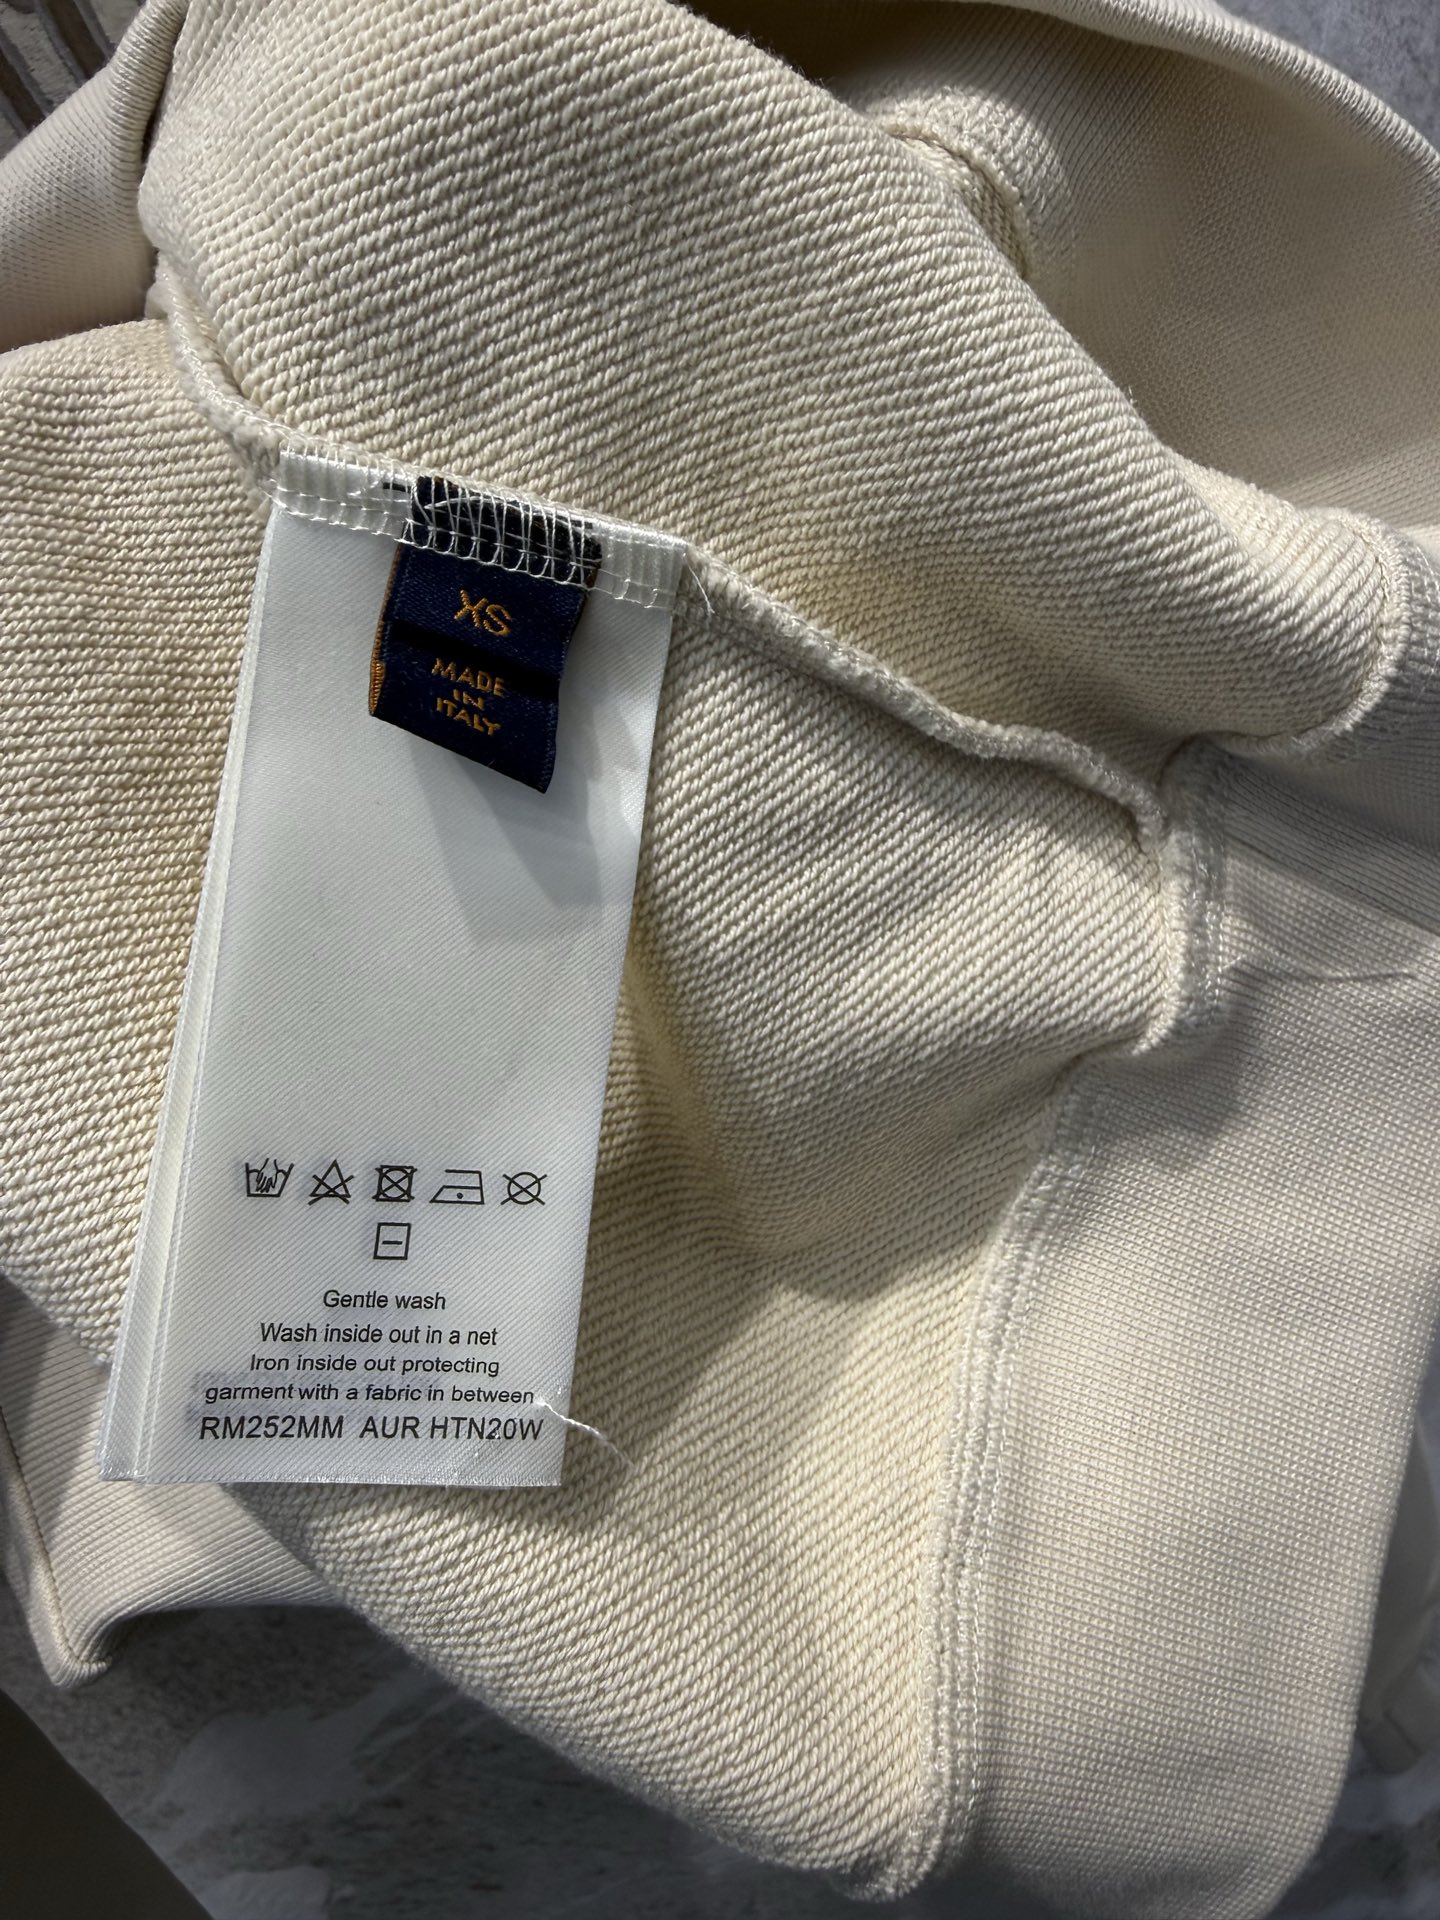 XS
MADE
IN
ITALY
Gentle wash
Wash inside out in a net
Iron inside out protecting
garment with a fabric in between
RM252MM AUR HTN20W